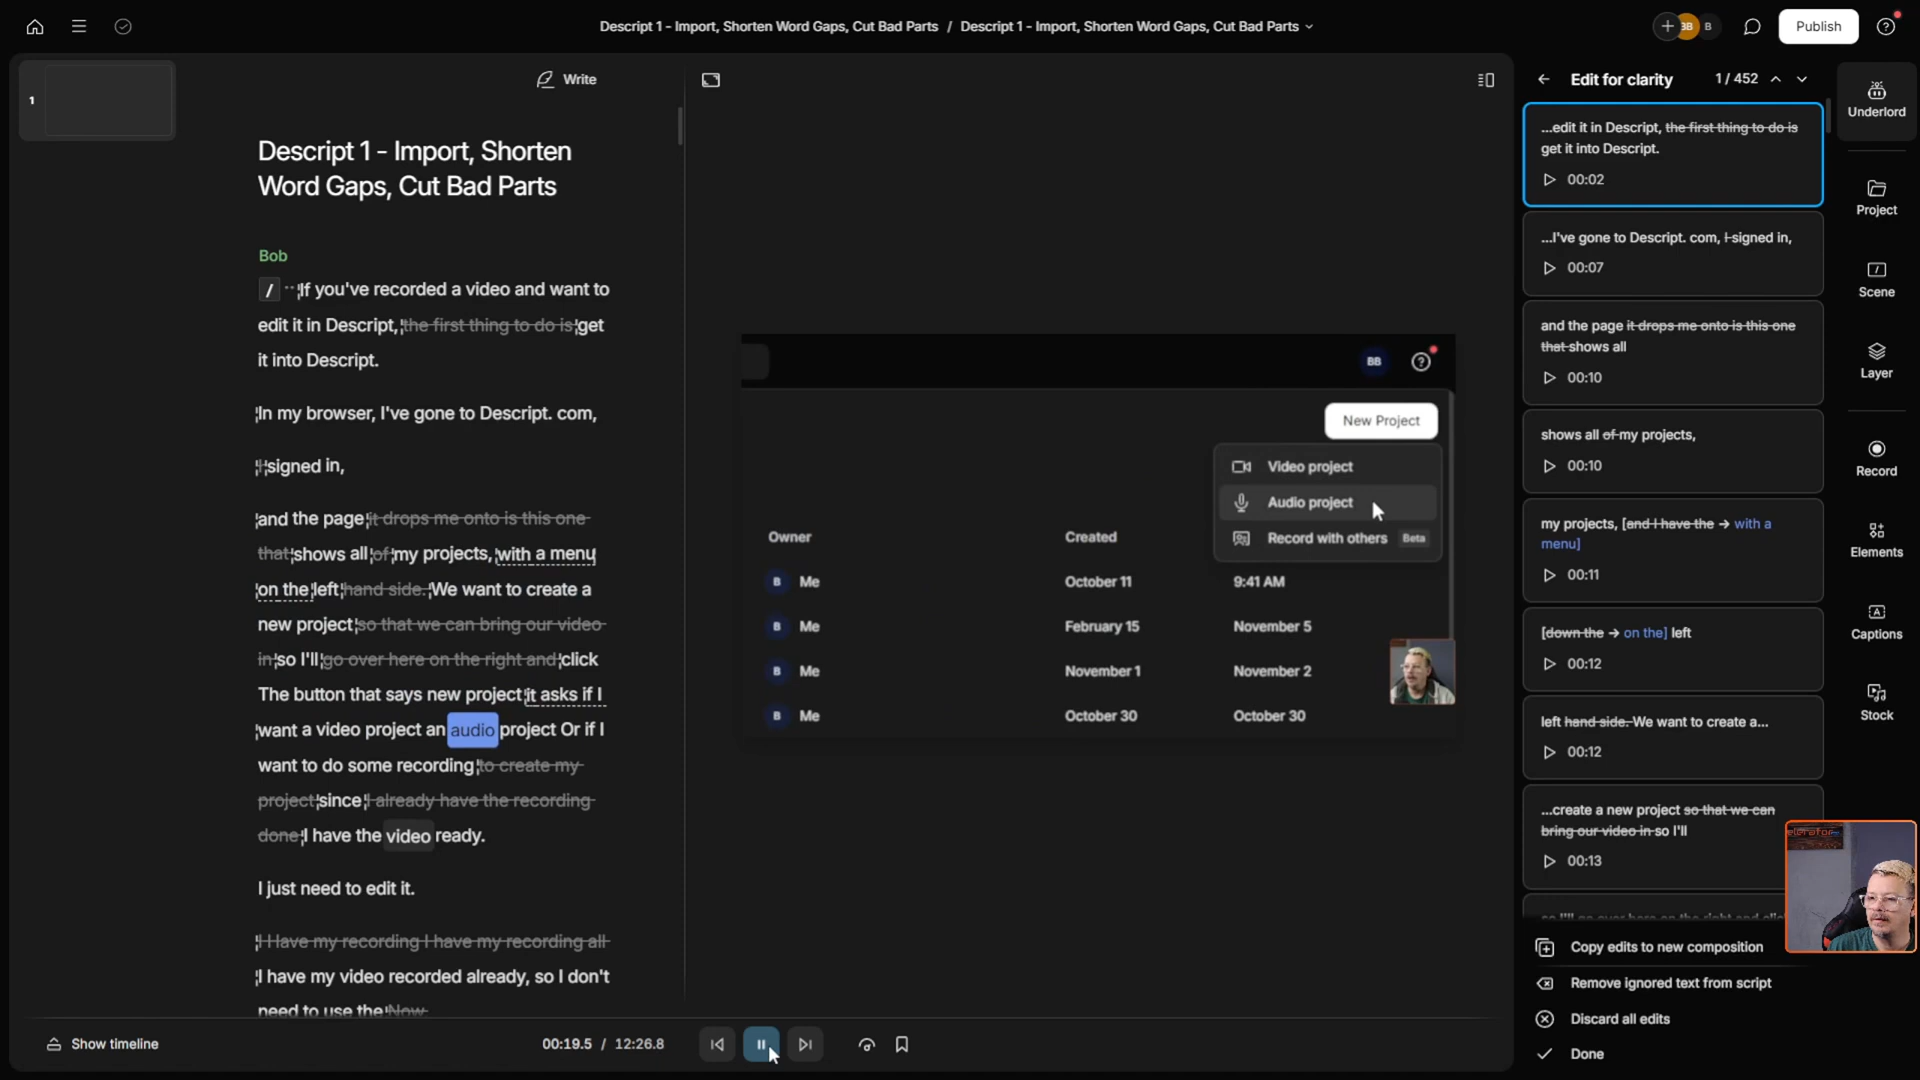 Descript 1 - Import, Shorten Word Gaps, Cut Bad Parts / Descript 1 - Import, Shorten Word Gaps, Cut Bad Parts
BB B Publish
1
Write
Descript 1 - Import, Shorten
Word Gaps, Cut Bad Parts
Bob
/ If you've recorded a video and want to
edit it in Descript, the first thing to do is get
it into Descript.
In my browser, I've gone to Descript. com,
I signed in,
and the page it drops me onto is this one
that shows all of my projects, with a menu
on the left hand side. We want to create a
new project so that we can bring our video
in so I'll go over here on the right and click
The button that says new project it asks if I
want a video project an audio project Or if I
want to do some recording to create my
project since I already have the recording
done I have the video ready.
I just need to edit it.
I I have my recording I have my recording all
I have my video recorded already, so I don't
need to use the Now
BB
New Project
Video project
Audio project
Record with others Beta
Owner Created
B Me October 11 9:41 AM
B Me February 15 November 5
B Me November 1 November 2
B Me October 30 October 30
Show timeline
00:19.5 / 12:26.8
Edit for clarity 1 / 452
...edit it in Descript, the first thing to do is
get it into Descript.
00:02
...I've gone to Descript. com, I signed in,
00:07
and the page it drops me onto is this one
that shows all
00:10
shows all of my projects,
00:10
my projects, [and I have the → with a
menu]
00:11
[down the → on the] left
00:12
left hand side. We want to create a...
00:12
...create a new project so that we can
bring our video in so I'll
00:13
so I'll go over here on the right and
Copy edits to new composition
Remove ignored text from script
Discard all edits
Done
Underlord
Project
Scene
Layer
Record
Elements
Captions
Stock